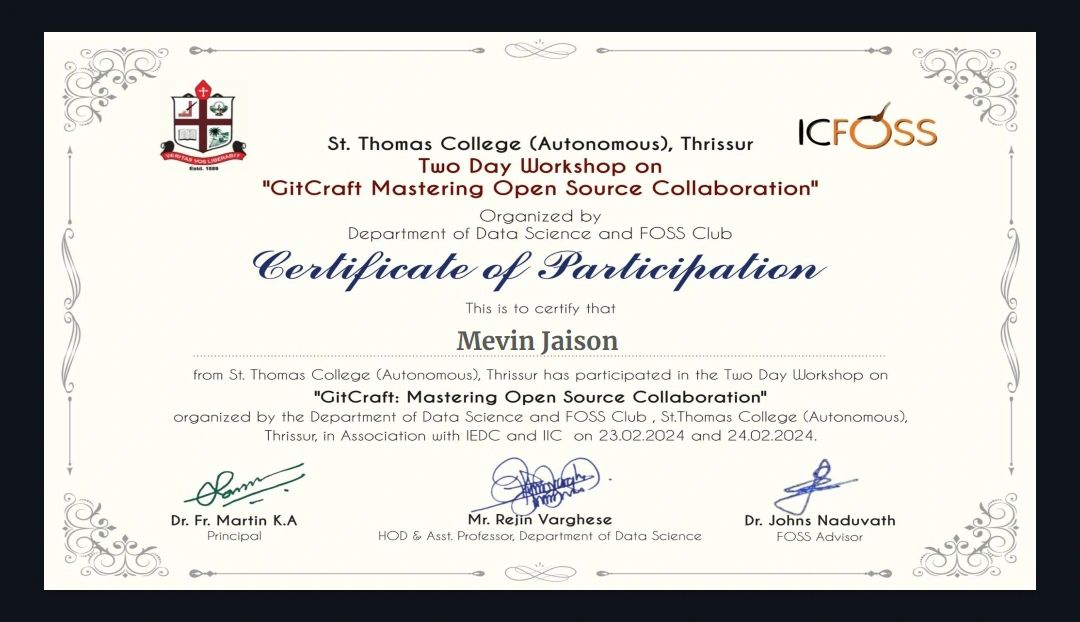 VERITAS VOS LIBERABIT
Estd. 1889
ICFOSS
St. Thomas College (Autonomous), Thrissur
Two Day Workshop on
"GitCraft Mastering Open Source Collaboration"
Organized by
Department of Data Science and FOSS Club
Certificate of Participation
This is to certify that
Mevin Jaison
from St. Thomas College (Autonomous), Thrissur has participated in the Two Day Workshop on
"GitCraft: Mastering Open Source Collaboration"
organized by the Department of Data Science and FOSS Club , St.Thomas College (Autonomous),
Thrissur, in Association with IEDC and IIC on 23.02.2024 and 24.02.2024.
Dr. Fr. Martin K.A
Principal
Mr. Rejin Varghese
HOD & Asst. Professor, Department of Data Science
Dr. Johns Naduvath
FOSS Advisor